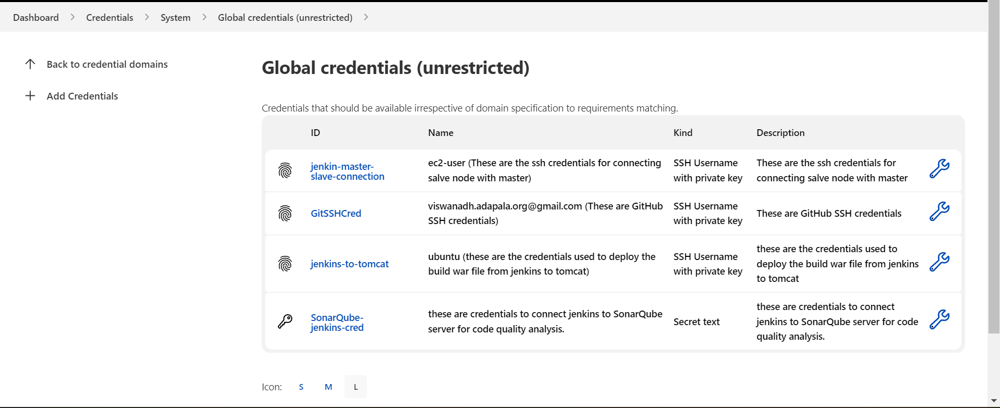 Dashboard > Credentials > System > Global credentials (unrestricted) >
Back to credential domains
Add Credentials
Global credentials (unrestricted)
Credentials that should be available irrespective of domain specification to requirements matching.
ID Name Kind Description
jenkin-master-
slave-connection
ec2-user (These are the ssh credentials for connecting
salve node with master)
SSH Username
with private key
These are the ssh credentials for
connecting salve node with master
GitSSHCred
viswanadh.adapala.org@gmail.com (These are GitHub
SSH credentials)
SSH Username
with private key
These are GitHub SSH credentials
jenkins-to-tomcat
ubuntu (these are the credentials used to deploy the
build war file from jenkins to tomcat)
SSH Username
with private key
these are the credentials used to
deploy the build war file from jenkins
to tomcat
SonarQube-
jenkins-cred
these are credentials to connect jenkins to SonarQube
server for code quality analysis.
Secret text
these are credentials to connect
jenkins to SonarQube server for code
quality analysis.
Icon: S M L